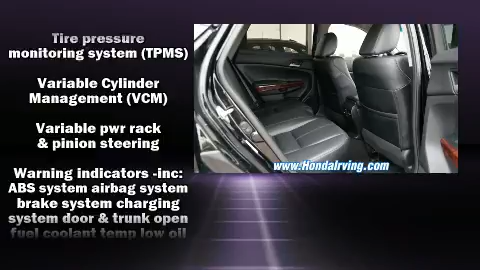 Tire pressure
monitoring system (TPMS)
Variable Cylinder
Management (VCM)
Variable pwr rack
& pinion steering
Warning indicators -inc:
ABS system airbag system
brake system charging
system door & trunk open
fuel coolant temp low oil
www.HondaIrving.com